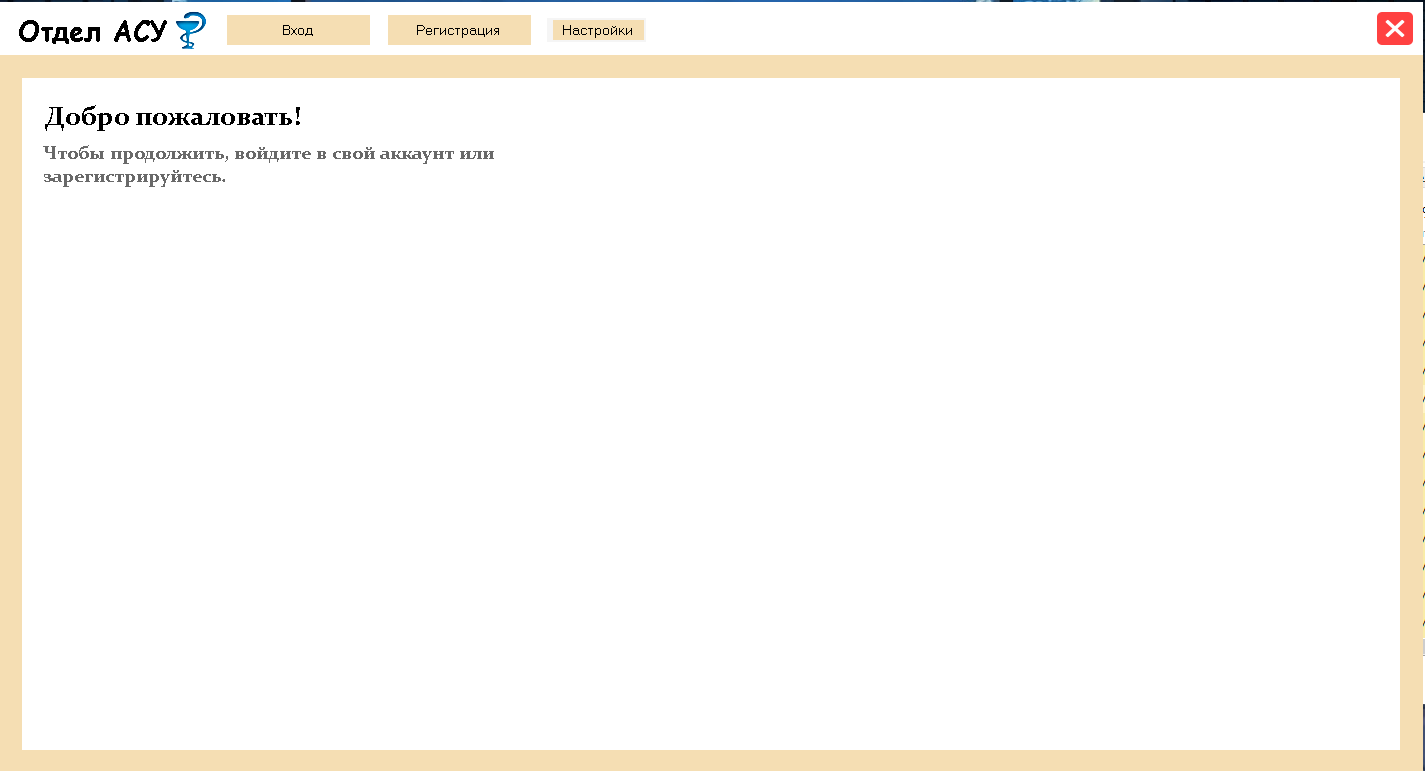 Отдел АСУ
Вход
Регистрация
Настройки
Добро пожаловать!
Чтобы продолжить, войдите в свой аккаунт или
зарегистрируйтесь.